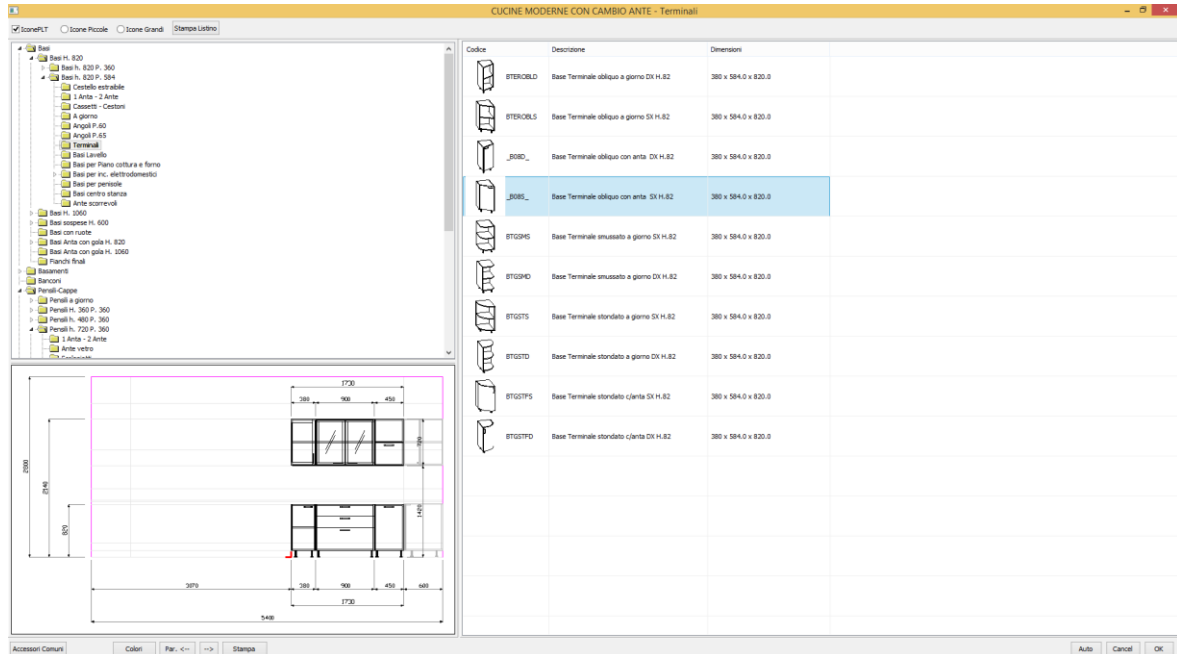 CUCINE MODERNE CON CAMBIO ANTE - Terminali
IconePLT Icone Piccole Icone Grandi Stampa Listino
Basi
Basi H. 820
Basi h. 820 P. 360
Basi h. 820 P. 584
Cestello estraibile
1 Anta - 2 Ante
Cassetti - Cestoni
A giorno
Angoli P.60
Angoli P.65
Terminali
Basi Lavello
Basi per Piano cottura e forno
Basi per inc. elettrodomestici
Basi per penisole
Basi centro stanza
Ante scorrevoli
Basi H. 1060
Basi sospese H. 600
Basi con ruote
Basi Anta con gola H. 820
Basi Anta con gola H. 1060
Fianchi finali
Basamenti
Banconi
Pensili-Cappe
Pensili a giorno
Pensili H. 360 P. 360
Pensili h. 480 P. 360
Pensili h. 720 P. 360
1 Anta - 2 Ante
Ante vetro
Codice Descrizione Dimensioni
BTEROBLD Base Terminale obliquo a giorno DX H.82 380 x 584.0 x 820.0
BTEROBLS Base Terminale obliquo a giorno SX H.82 380 x 584.0 x 820.0
_B08D_ Base Terminale obliquo con anta DX H.82 380 x 584.0 x 820.0
_B08S_ Base Terminale obliquo con anta SX H.82 380 x 584.0 x 820.0
BTGSMS Base Terminale smussato a giorno SX H.82 380 x 584.0 x 820.0
BTGSMD Base Terminale smussato a giorno DX H.82 380 x 584.0 x 820.0
BTGSTS Base Terminale stondato a giorno SX H.82 380 x 584.0 x 820.0
BTGSTD Base Terminale stondato a giorno DX H.82 380 x 584.0 x 820.0
BTGSTPS Base Terminale stondato c/anta SX H.82 380 x 584.0 x 820.0
BTGSTPD Base Terminale stondato c/anta DX H.82 380 x 584.0 x 820.0
1730
380 900 450
720
2140
820
1420
3070 380 900 450 600
1730
5400
Accessori Comuni Colori Par. <-- --> Stampa Auto Cancel OK